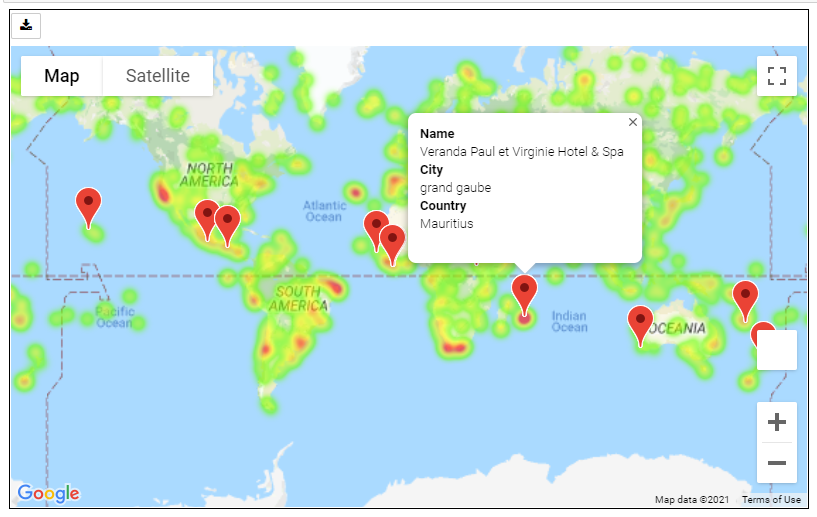 Map
Satellite
Name
Veranda Paul et Virginie Hotel & Spa
City
grand gaube
Country
Mauritius
NORTH
AMERICA
Atlantic
Ocean
SOUTH
AMERICA
Pacific
Ocean
Indian
Ocean
OCEANIA
Google
Map data ©2021
Terms of Use